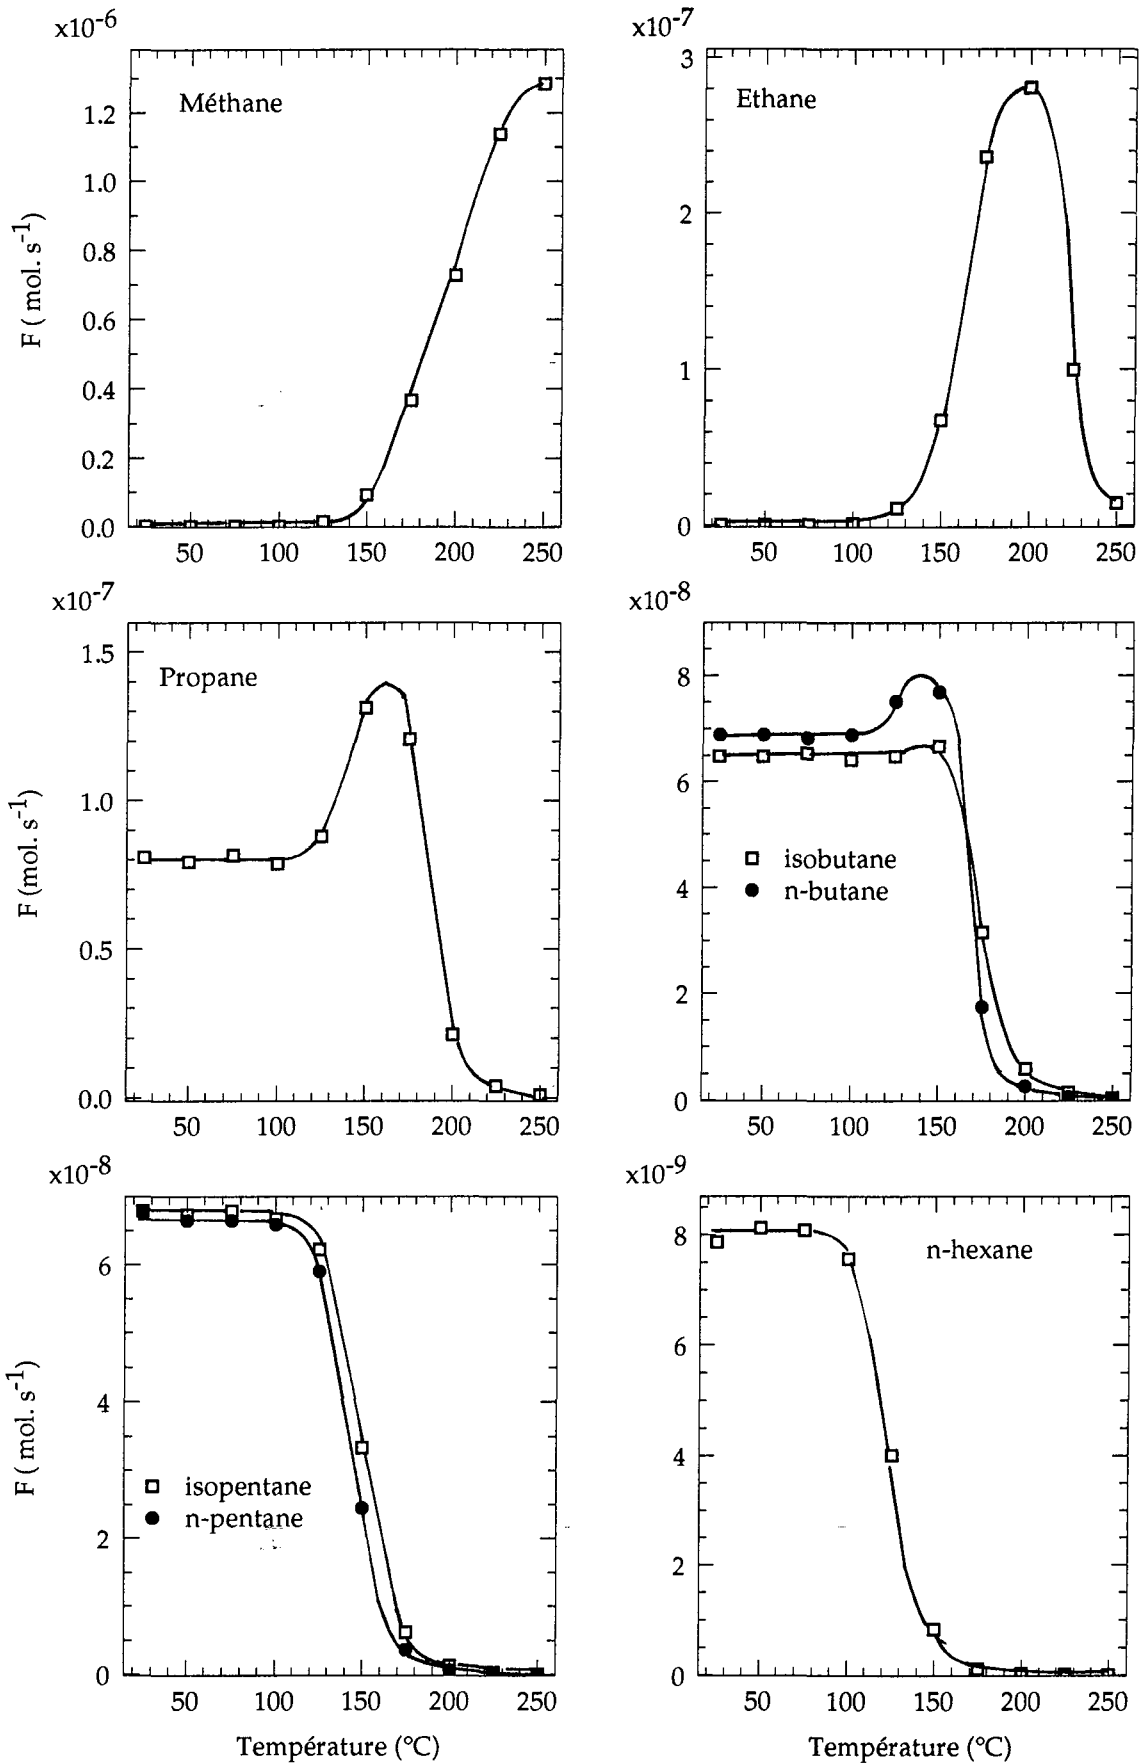 x10-6
Méthane
F ( mol. s-1)
1.2
1.0
0.8
0.6
0.4
0.2
0.0
50 100 150 200 250
x10-7
Ethane
3
2
1
0
50 100 150 200 250
x10-7
Propane
F (mol. s-1)
1.5
1.0
0.5
0.0
50 100 150 200 250
x10-8
8
6
4
2
0
isobutane
n-butane
50 100 150 200 250
x10-8
F ( mol. s-1)
6
4
2
0
isopentane
n-pentane
50 100 150 200 250
Température (°C)
x10-9
n-hexane
8
6
4
2
0
50 100 150 200 250
Température (°C)